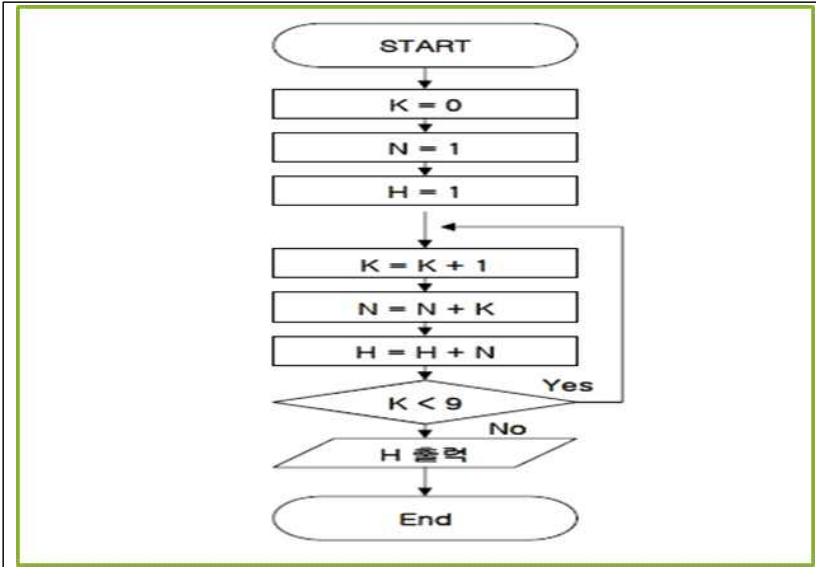 START
K = 0
N = 1
H = 1
K = K + 1
N = N + K
H = H + N
Yes
K < 9
No
H 출력
End